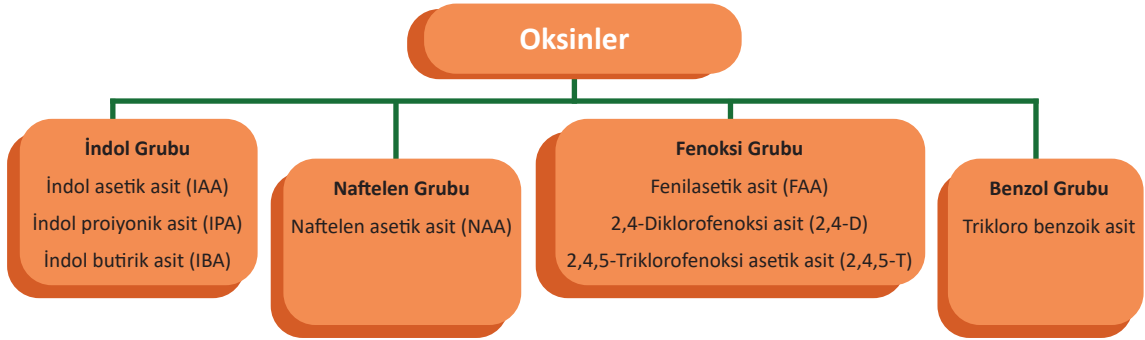 Oksinler
İndol Grubu
İndol asetik asit (IAA)
İndol proiyonik asit (IPA)
İndol butirik asit (IBA)
Naftelen Grubu
Naftelen asetik asit (NAA)
Fenoksi Grubu
Fenilasetik asit (FAA)
2,4-Diklorofenoksi asit (2,4-D)
2,4,5-Triklorofenoksi asetik asit (2,4,5-T)
Benzol Grubu
Trikloro benzoik asit